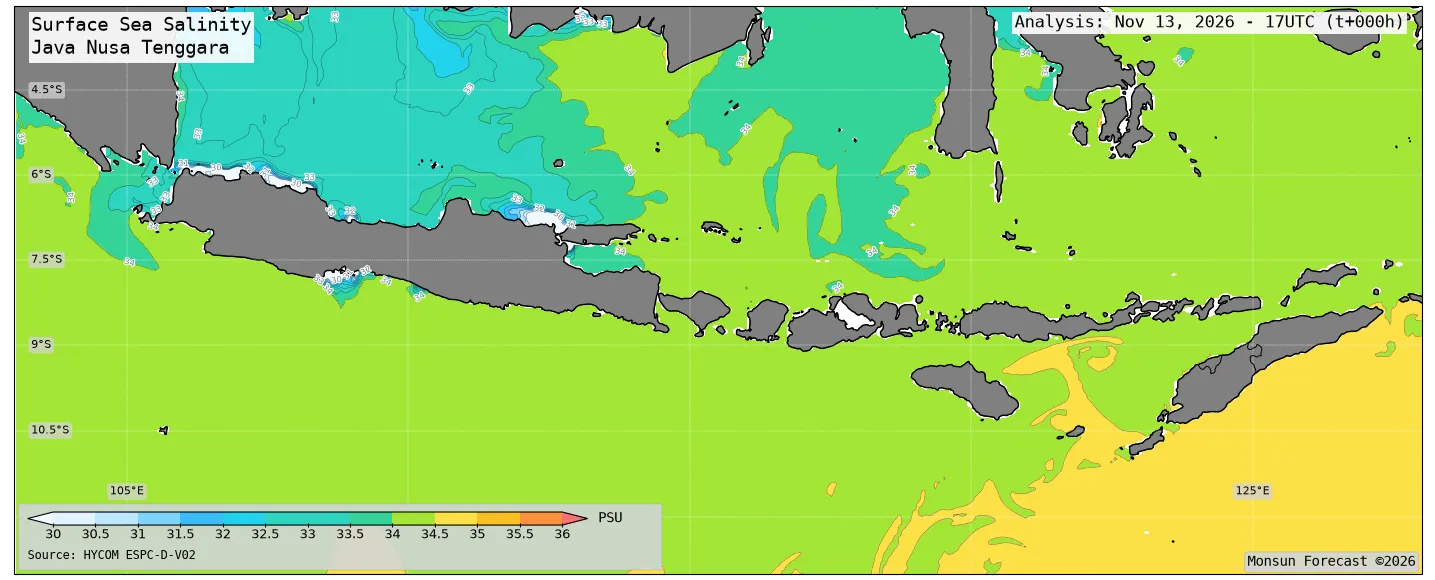 Surface Sea Salinity
Java Nusa Tenggara
Analysis: Nov 13, 2026 - 17UTC (t+000h)
4.5°S
6°S
7.5°S
9°S
10.5°S
105°E
125°E
30 30.5 31 31.5 32 32.5 33 33.5 34 34.5 35 35.5 36
PSU
Source: HYCOM ESPC-D-V02
Monsun Forecast ©2026